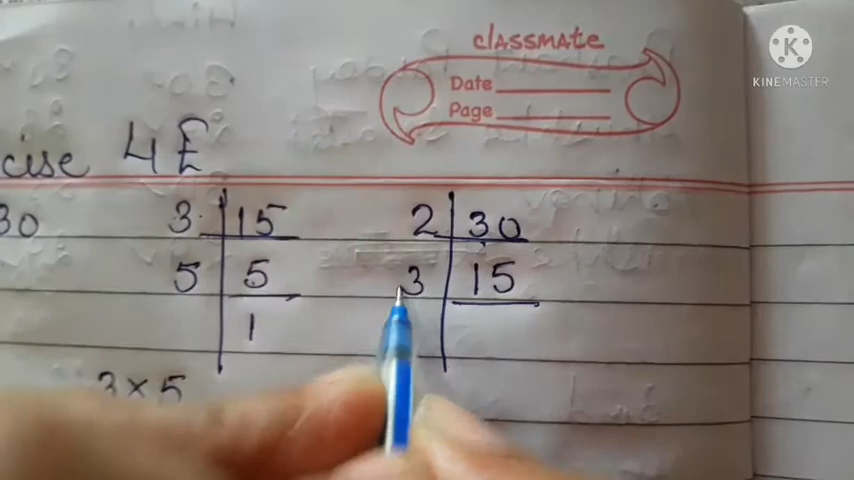 classmate
Date
Page
K
KINEMASTER
cise 4E
30 3 15 2 30
5 5 3 15
1
3×5